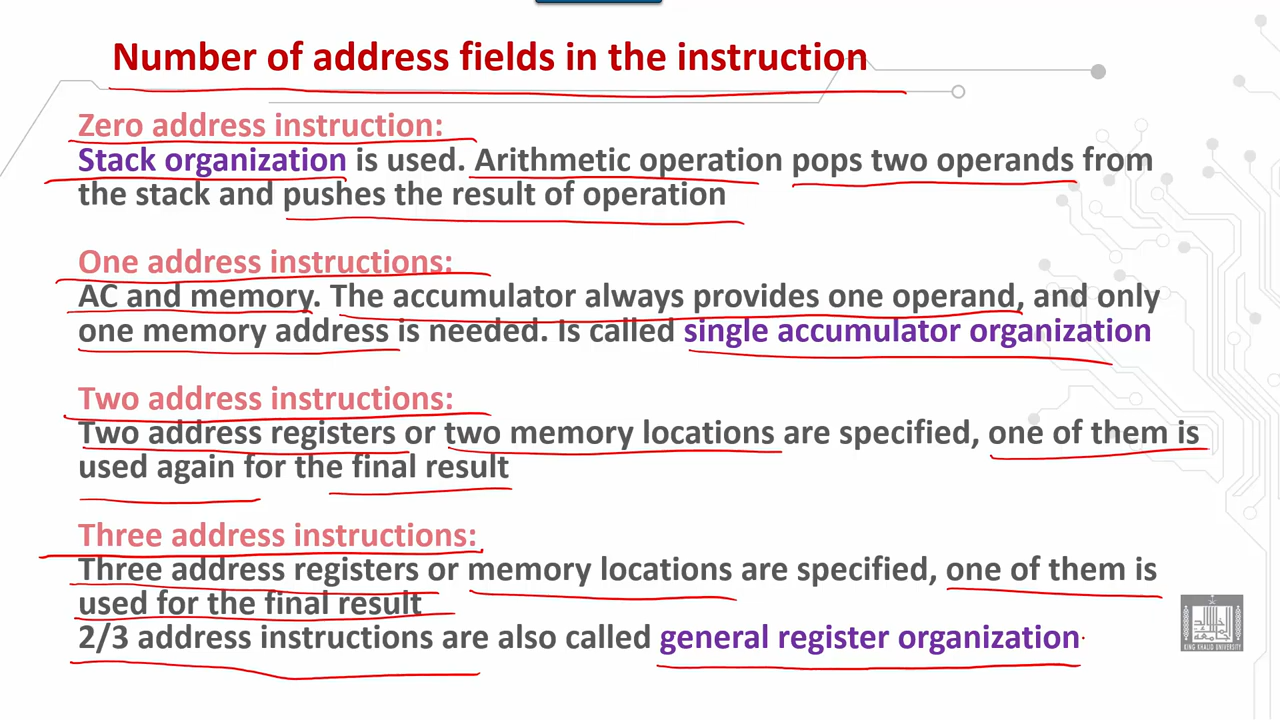 Number of address fields in the instruction
Zero address instruction:
Stack organization is used. Arithmetic operation pops two operands from
the stack and pushes the result of operation
One address instructions:
AC and memory. The accumulator always provides one operand, and only
one memory address is needed. Is called single accumulator organization
Two address instructions:
Two address registers or two memory locations are specified, one of them is
used again for the final result
Three address instructions:
Three address registers or memory locations are specified, one of them is
used for the final result
2/3 address instructions are also called general register organization
KING KHALID UNIVERSITY